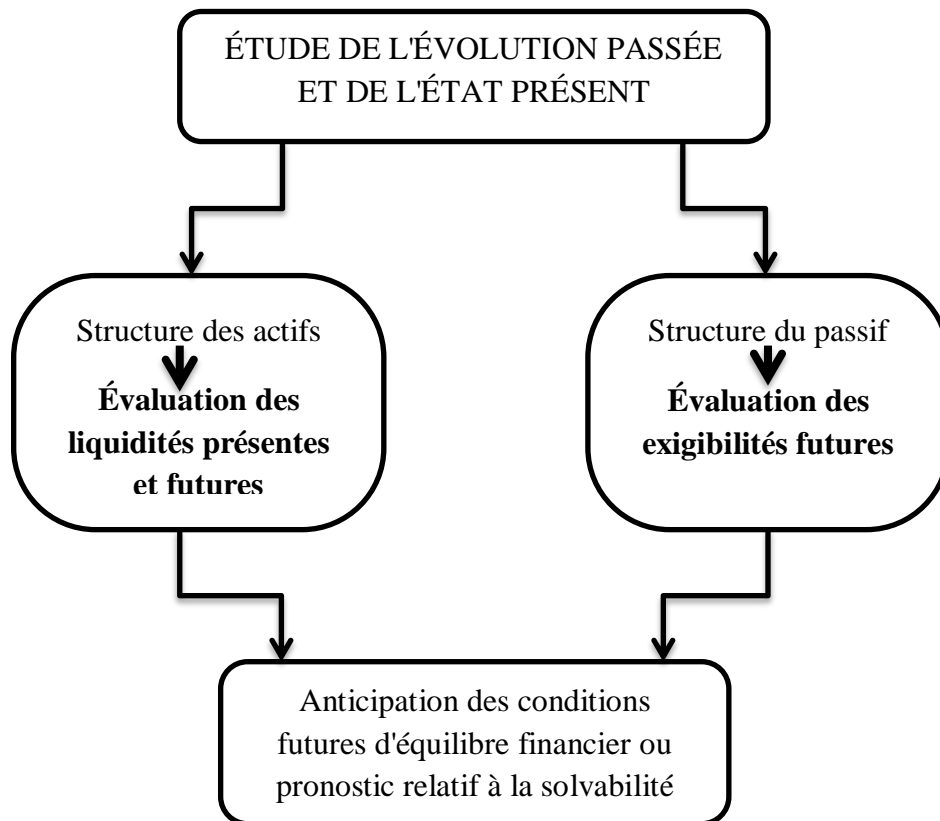 ÉTUDE DE L'ÉVOLUTION PASSÉE
ET DE L'ÉTAT PRÉSENT
Structure des actifs
Évaluation des
liquidités présentes
et futures
Structure du passif
Évaluation des
exigibilités futures
Anticipation des conditions
futures d'équilibre financier ou
pronostic relatif à la solvabilité